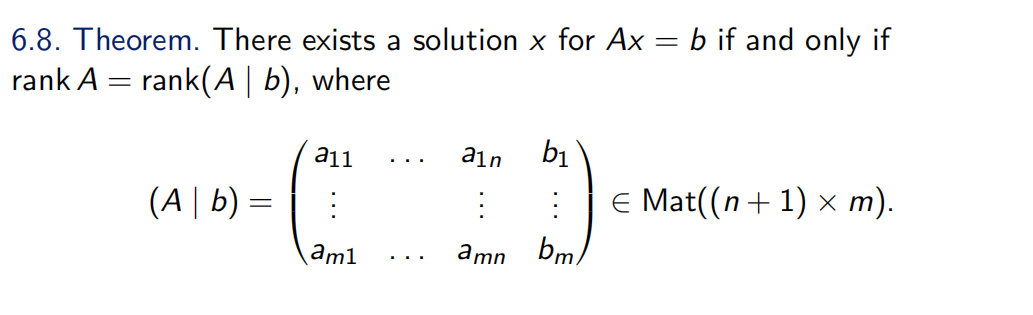 6.8. Theorem. There exists a solution x for Ax = b if and only if
rank A = rank(A | b), where
a₁₁ … a₁ₙ b₁
(A | b) = ( ⋮ ⋮ ⋮ ) ∈ Mat((n + 1) × m).
aₘ₁ … aₘₙ bₘ